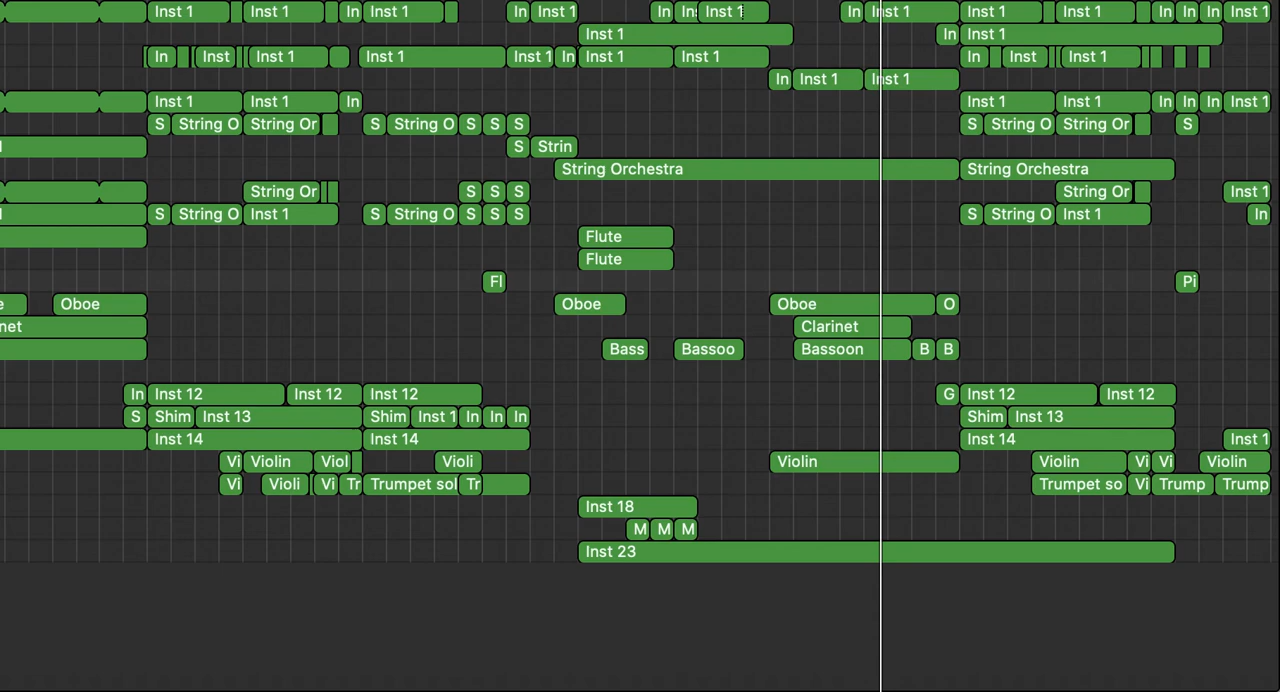 Inst 1 Inst 1 In Inst 1 In Inst 1 In Ins Inst 1 In Inst 1 Inst 1 Inst 1 In In In Inst 1
Inst 1 In Inst 1
In Inst Inst 1 Inst 1 Inst 1 In Inst 1 Inst 1 In Inst Inst 1
In Inst 1 Inst 1
Inst 1 Inst 1 In Inst 1 Inst 1 In In In Inst 1
S String O String Or S String O S S S S String O String Or S
S Strin
String Orchestra String Orchestra
String Or S S S String Or Inst 1
S String O Inst 1 S String O S S S S String O Inst 1 In
Flute
Flute
Fl Pi
Oboe Oboe Oboe O
net Clarinet
Bass Bassoo Bassoon B B
In Inst 12 Inst 12 Inst 12 G Inst 12 Inst 12
S Shim Inst 13 Shim Inst 1 In In In Shim Inst 13
Inst 14 Inst 14 Inst 14 Inst 1
Vi Violin Viol Violi Violin Violin Vi Vi Violin
Vi Violi Vi Tr Trumpet sol Tr Trumpet so Vi Trump Trump
Inst 18
M M M
Inst 23